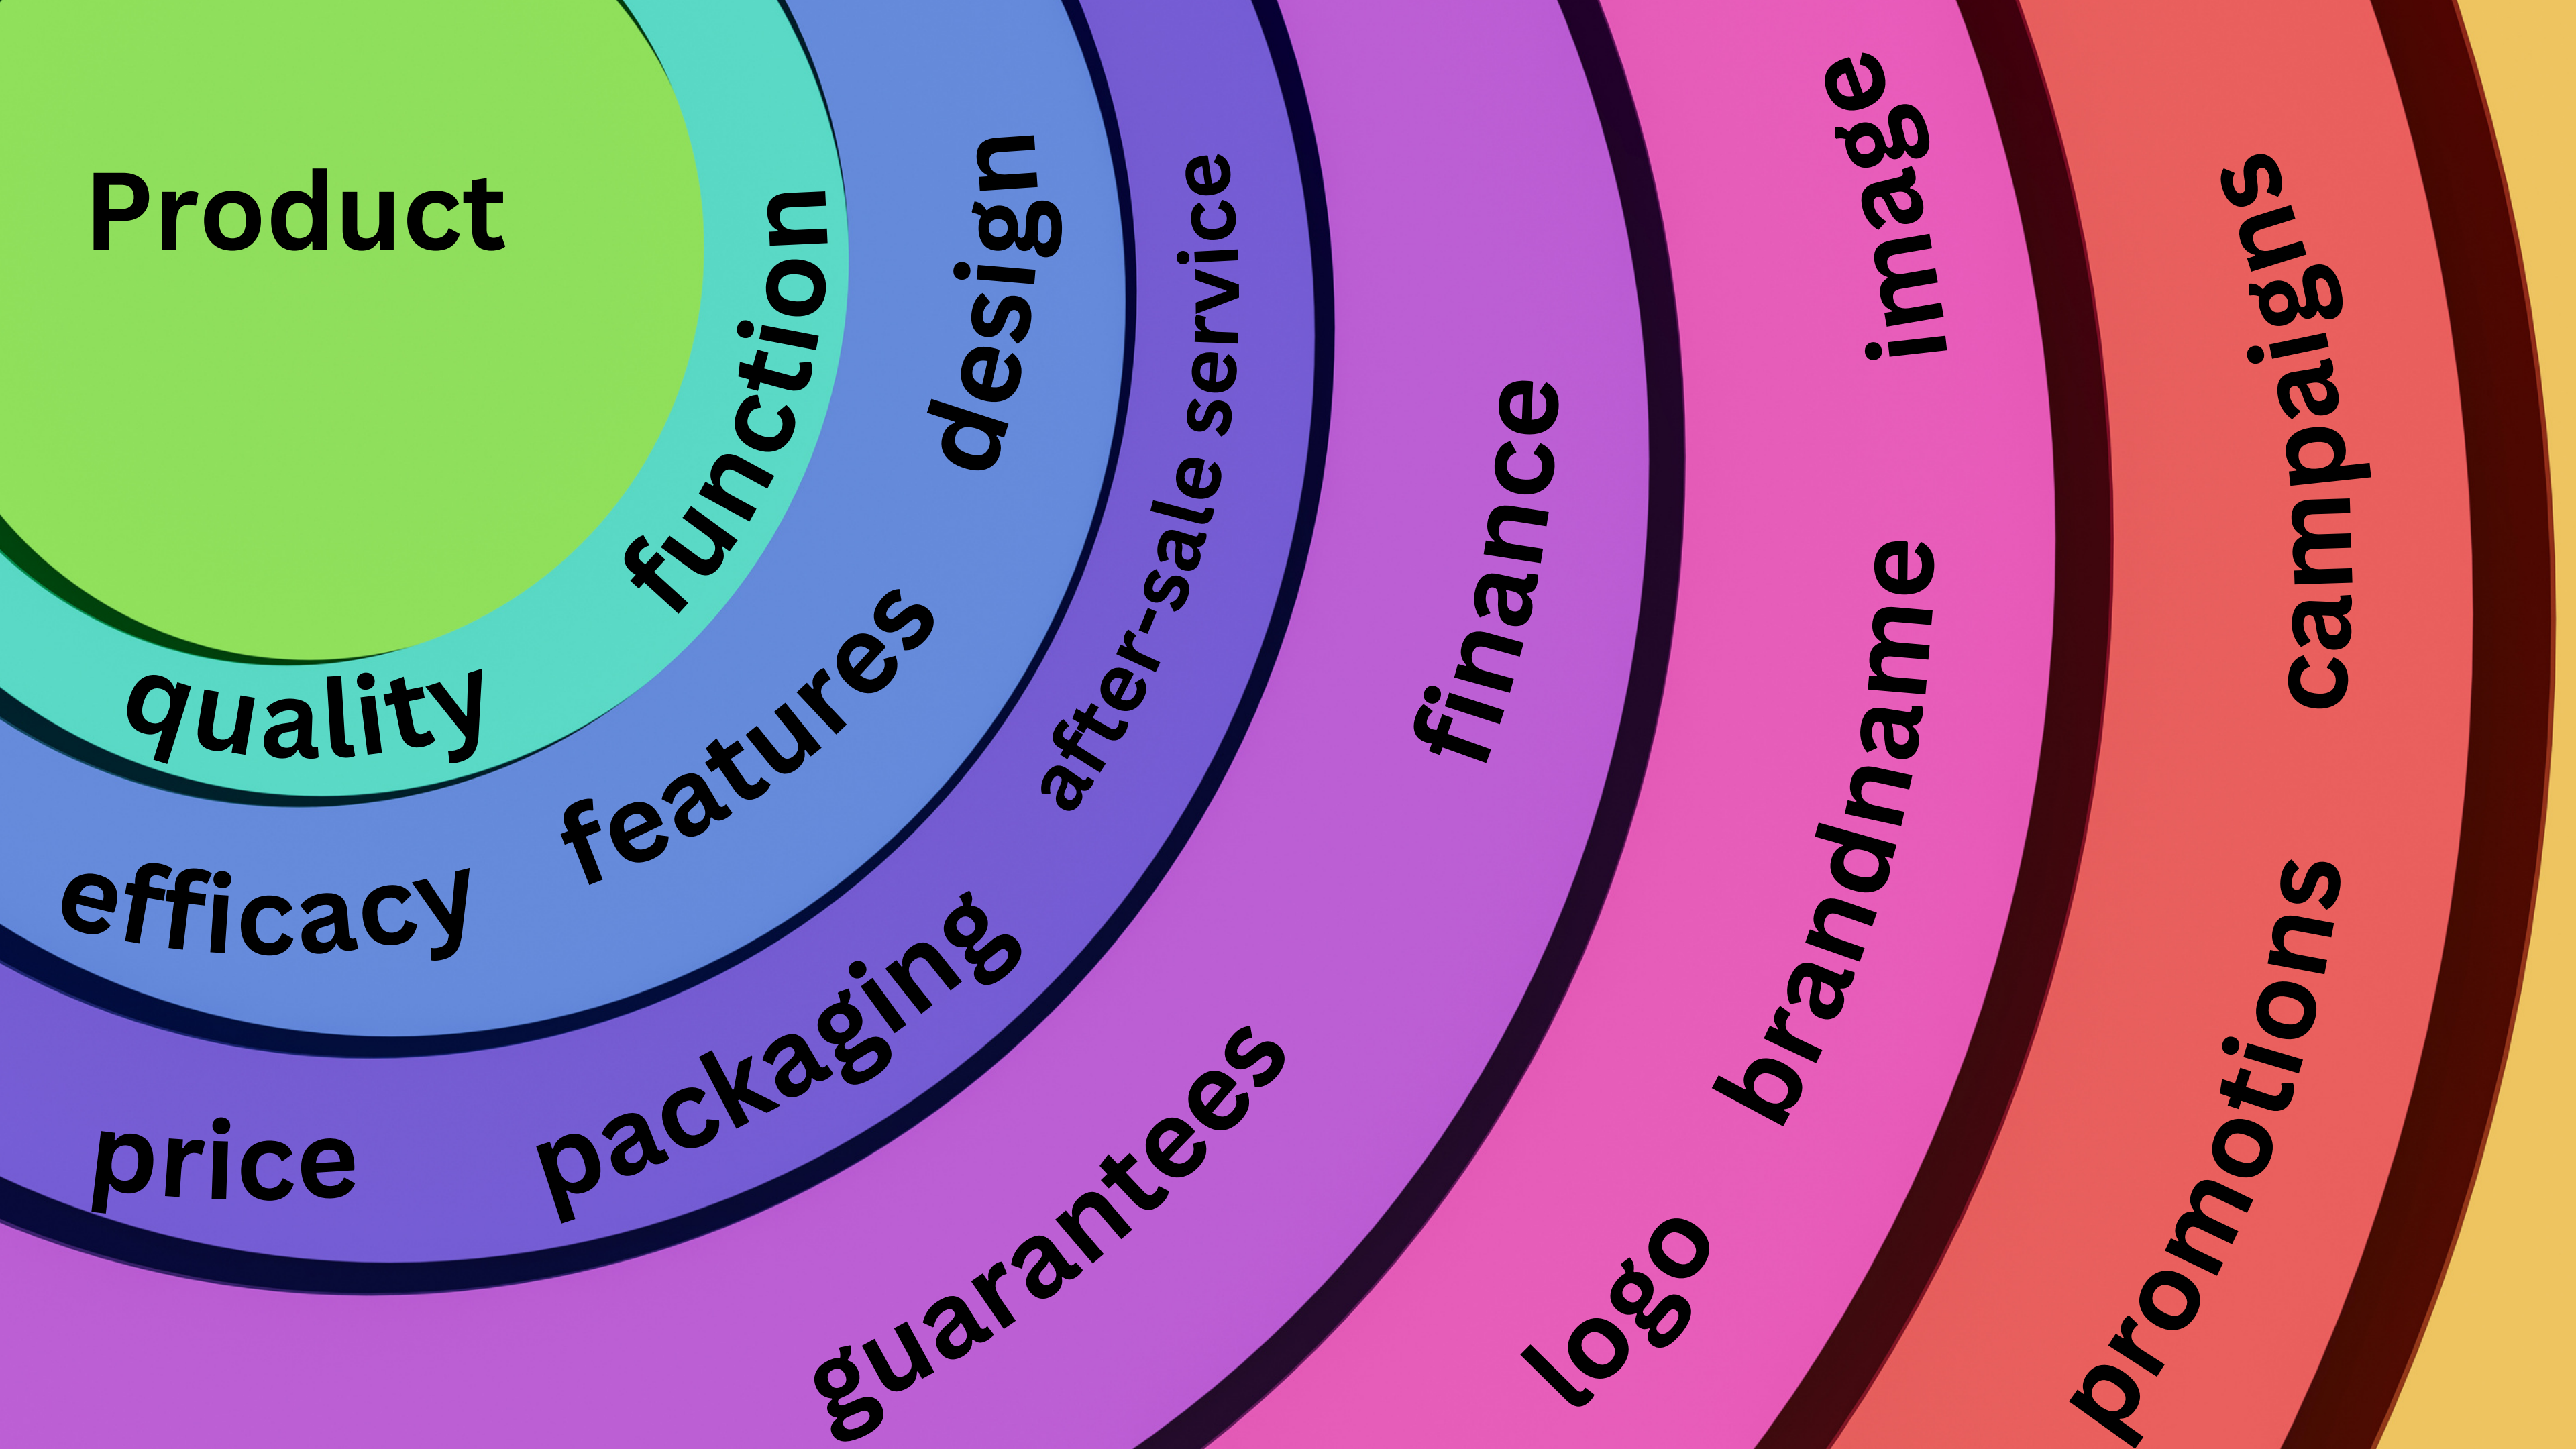 Product
function
quality
design
features
efficacy
after-sale service
packaging
price
finance
guarantees
image
brandname
logo
campaigns
promotions